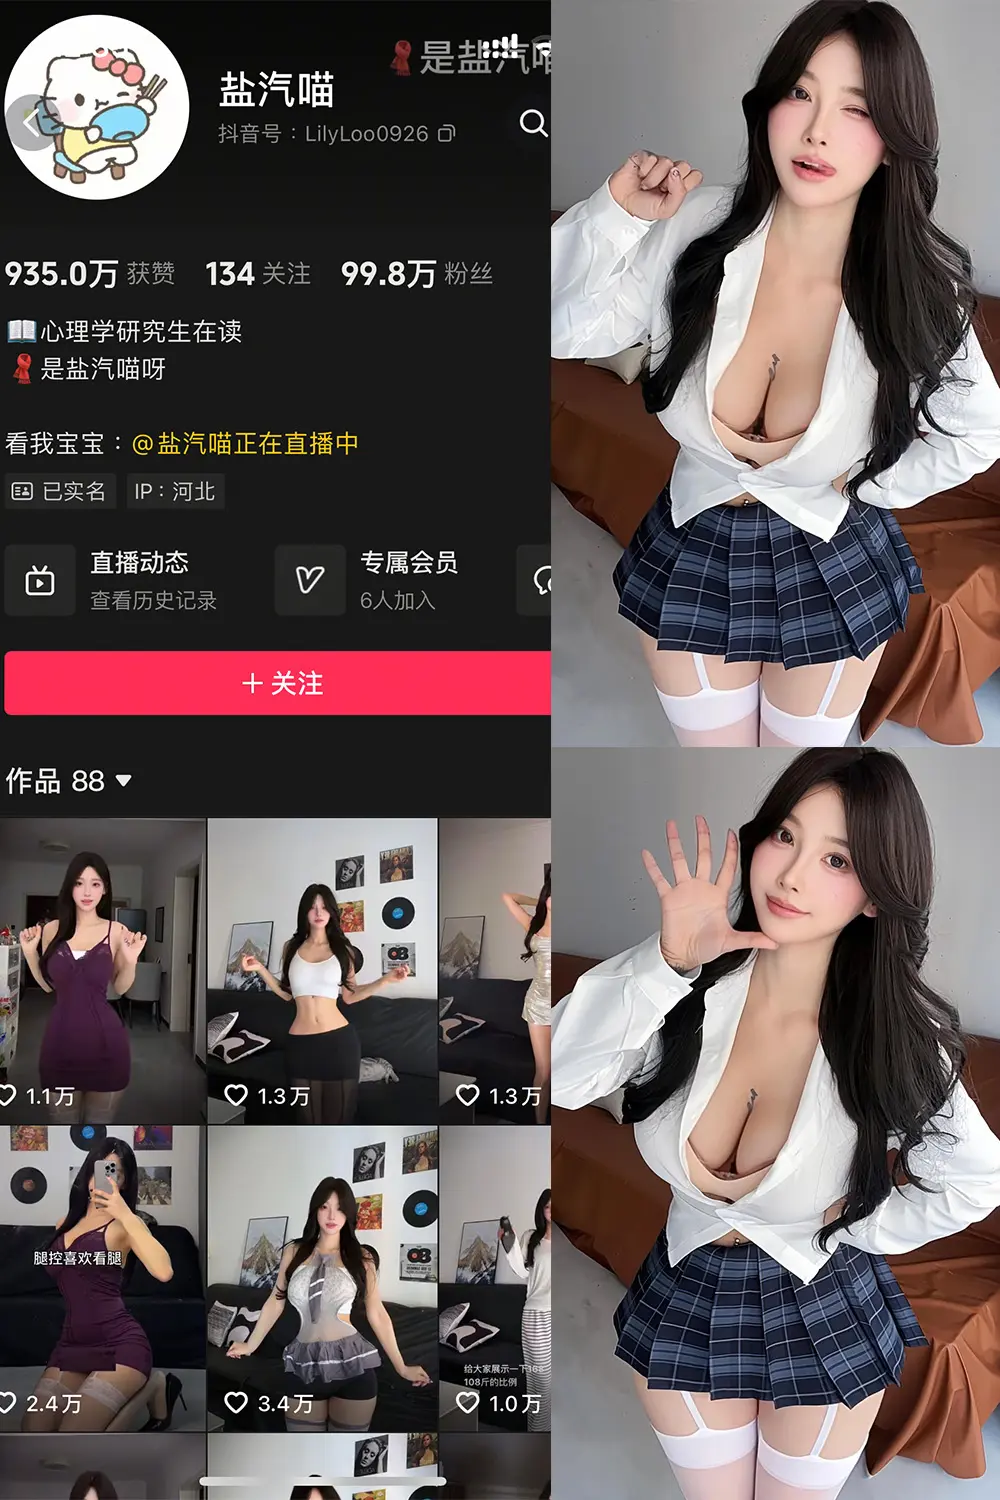 是盐汽喵
盐汽喵
抖音号：LilyLoo0926
935.0万 获赞 134 关注 99.8万 粉丝
📖心理学研究生在读
🧣是盐汽喵呀
看我宝宝：@盐汽喵正在直播中
已实名 IP：河北
直播动态
查看历史记录
专属会员
6人加入
＋关注
作品 88
1.1万
1.3万
1.3万
腿控喜欢看腿
2.4万
3.4万
给大家展示一下168
108斤的比例
1.0万